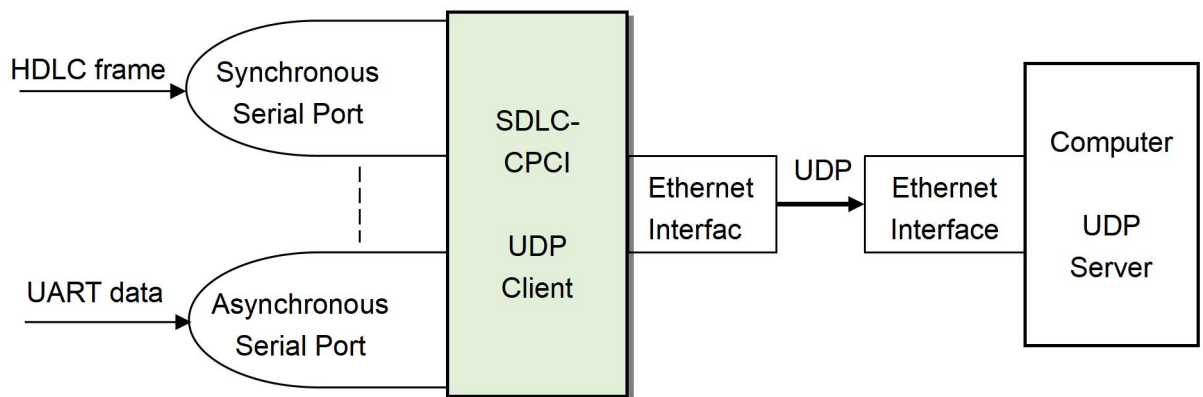 HDLC frame
Synchronous
Serial Port
UART data
Asynchronous
Serial Port
SDLC-
CPCI
UDP
Client
Ethernet
Interfac
UDP
Ethernet
Interface
Computer
UDP
Server